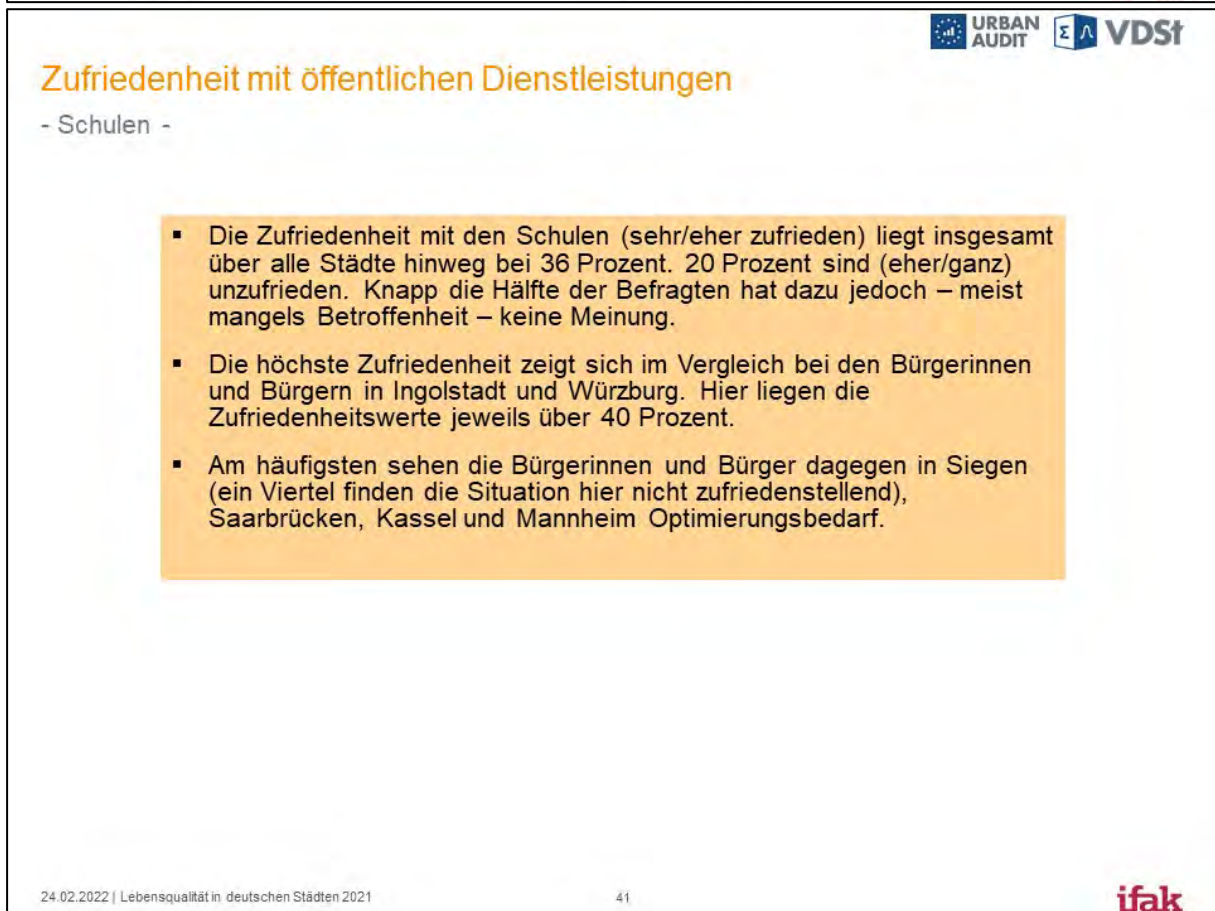 URBAN AUDIT Σ VDSt
Zufriedenheit mit öffentlichen Dienstleistungen
- Schulen -
▪ Die Zufriedenheit mit den Schulen (sehr/eher zufrieden) liegt insgesamt
über alle Städte hinweg bei 36 Prozent. 20 Prozent sind (eher/ganz)
unzufrieden. Knapp die Hälfte der Befragten hat dazu jedoch – meist
mangels Betroffenheit – keine Meinung.
▪ Die höchste Zufriedenheit zeigt sich im Vergleich bei den Bürgerinnen
und Bürgern in Ingolstadt und Würzburg. Hier liegen die
Zufriedenheitswerte jeweils über 40 Prozent.
▪ Am häufigsten sehen die Bürgerinnen und Bürger dagegen in Siegen
(ein Viertel finden die Situation hier nicht zufriedenstellend),
Saarbrücken, Kassel und Mannheim Optimierungsbedarf.
24.02.2022 | Lebensqualität in deutschen Städten 2021 41 ifak